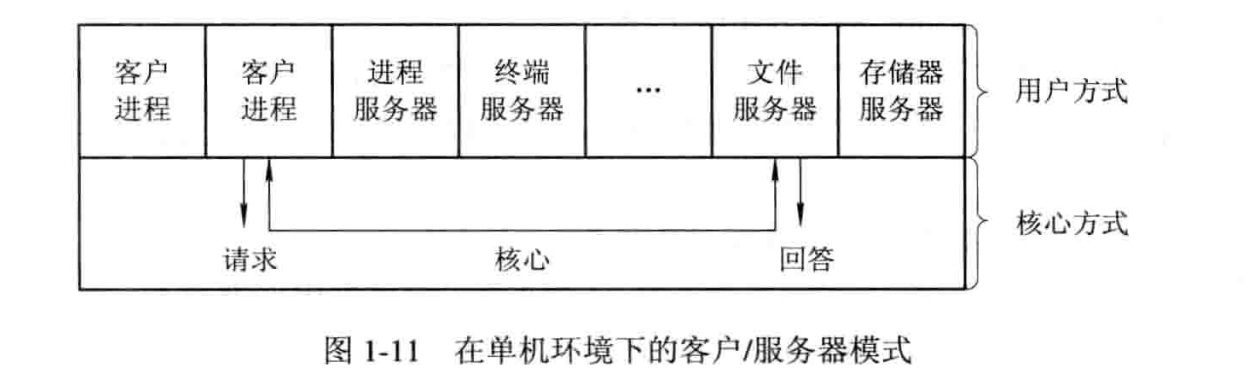 客户
进程
客户
进程
进程
服务器
终端
服务器
…
文件
服务器
存储器
服务器
用户方式
请求
核心
回答
核心方式
图 1-11 在单机环境下的客户/服务器模式